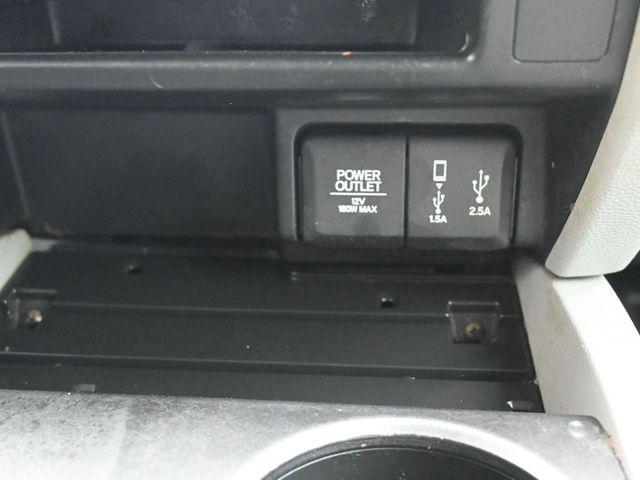 POWER
OUTLET
12V
180W MAX
1.5A
2.5A